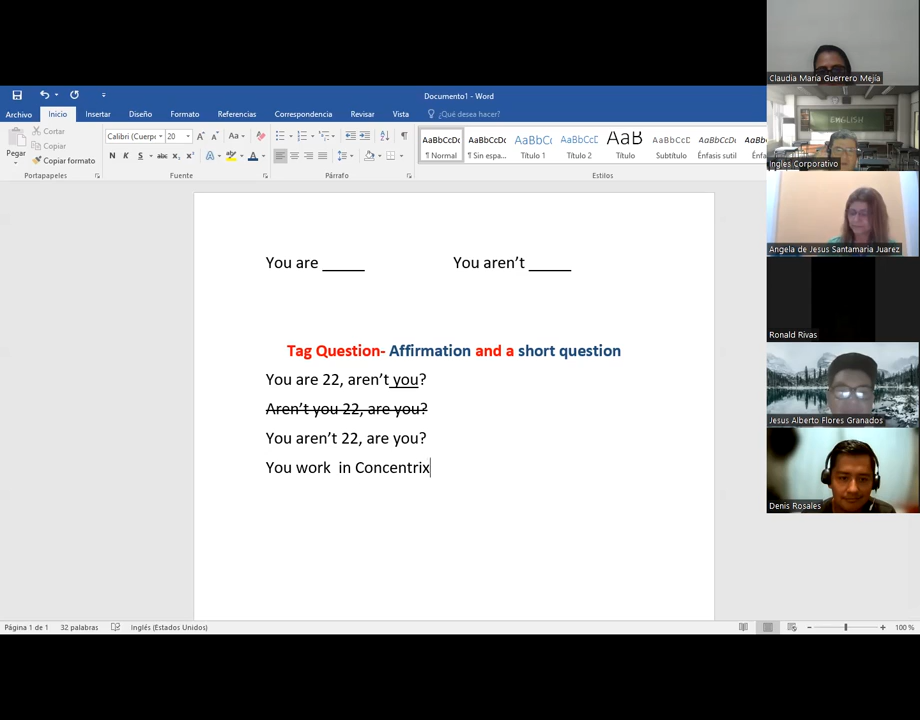 Documento1 - Word
Archivo Inicio Insertar Diseño Formato Referencias Correspondencia Revisar Vista ¿Qué desea hacer?
Pegar
Cortar
Copiar
Copiar formato
Portapapeles
Calibri (Cuerpo 20
Fuente
Párrafo
AaBbCcDc AaBbCcDc AaBbCc AaBbCcD AaB AaBbCcD AaBbCcDc AaBbCcDc
¶ Normal ¶ Sin espa... Título 1 Título 2 Título Subtítulo Énfasis sutil Énfa
Estilos
You are _____ You aren't _____
Tag Question- Affirmation and a short question
You are 22, aren't you?
Aren't you 22, are you?
You aren't 22, are you?
You work  in Concentrix
Página 1 de 1 32 palabras Inglés (Estados Unidos) 100 %
Claudia María Guerrero Mejía
ENGLISH
Ingles Corporativo
Angela de Jesus Santamaria Juarez
Ronald Rivas
Jesus Alberto Flores Granados
Denis Rosales